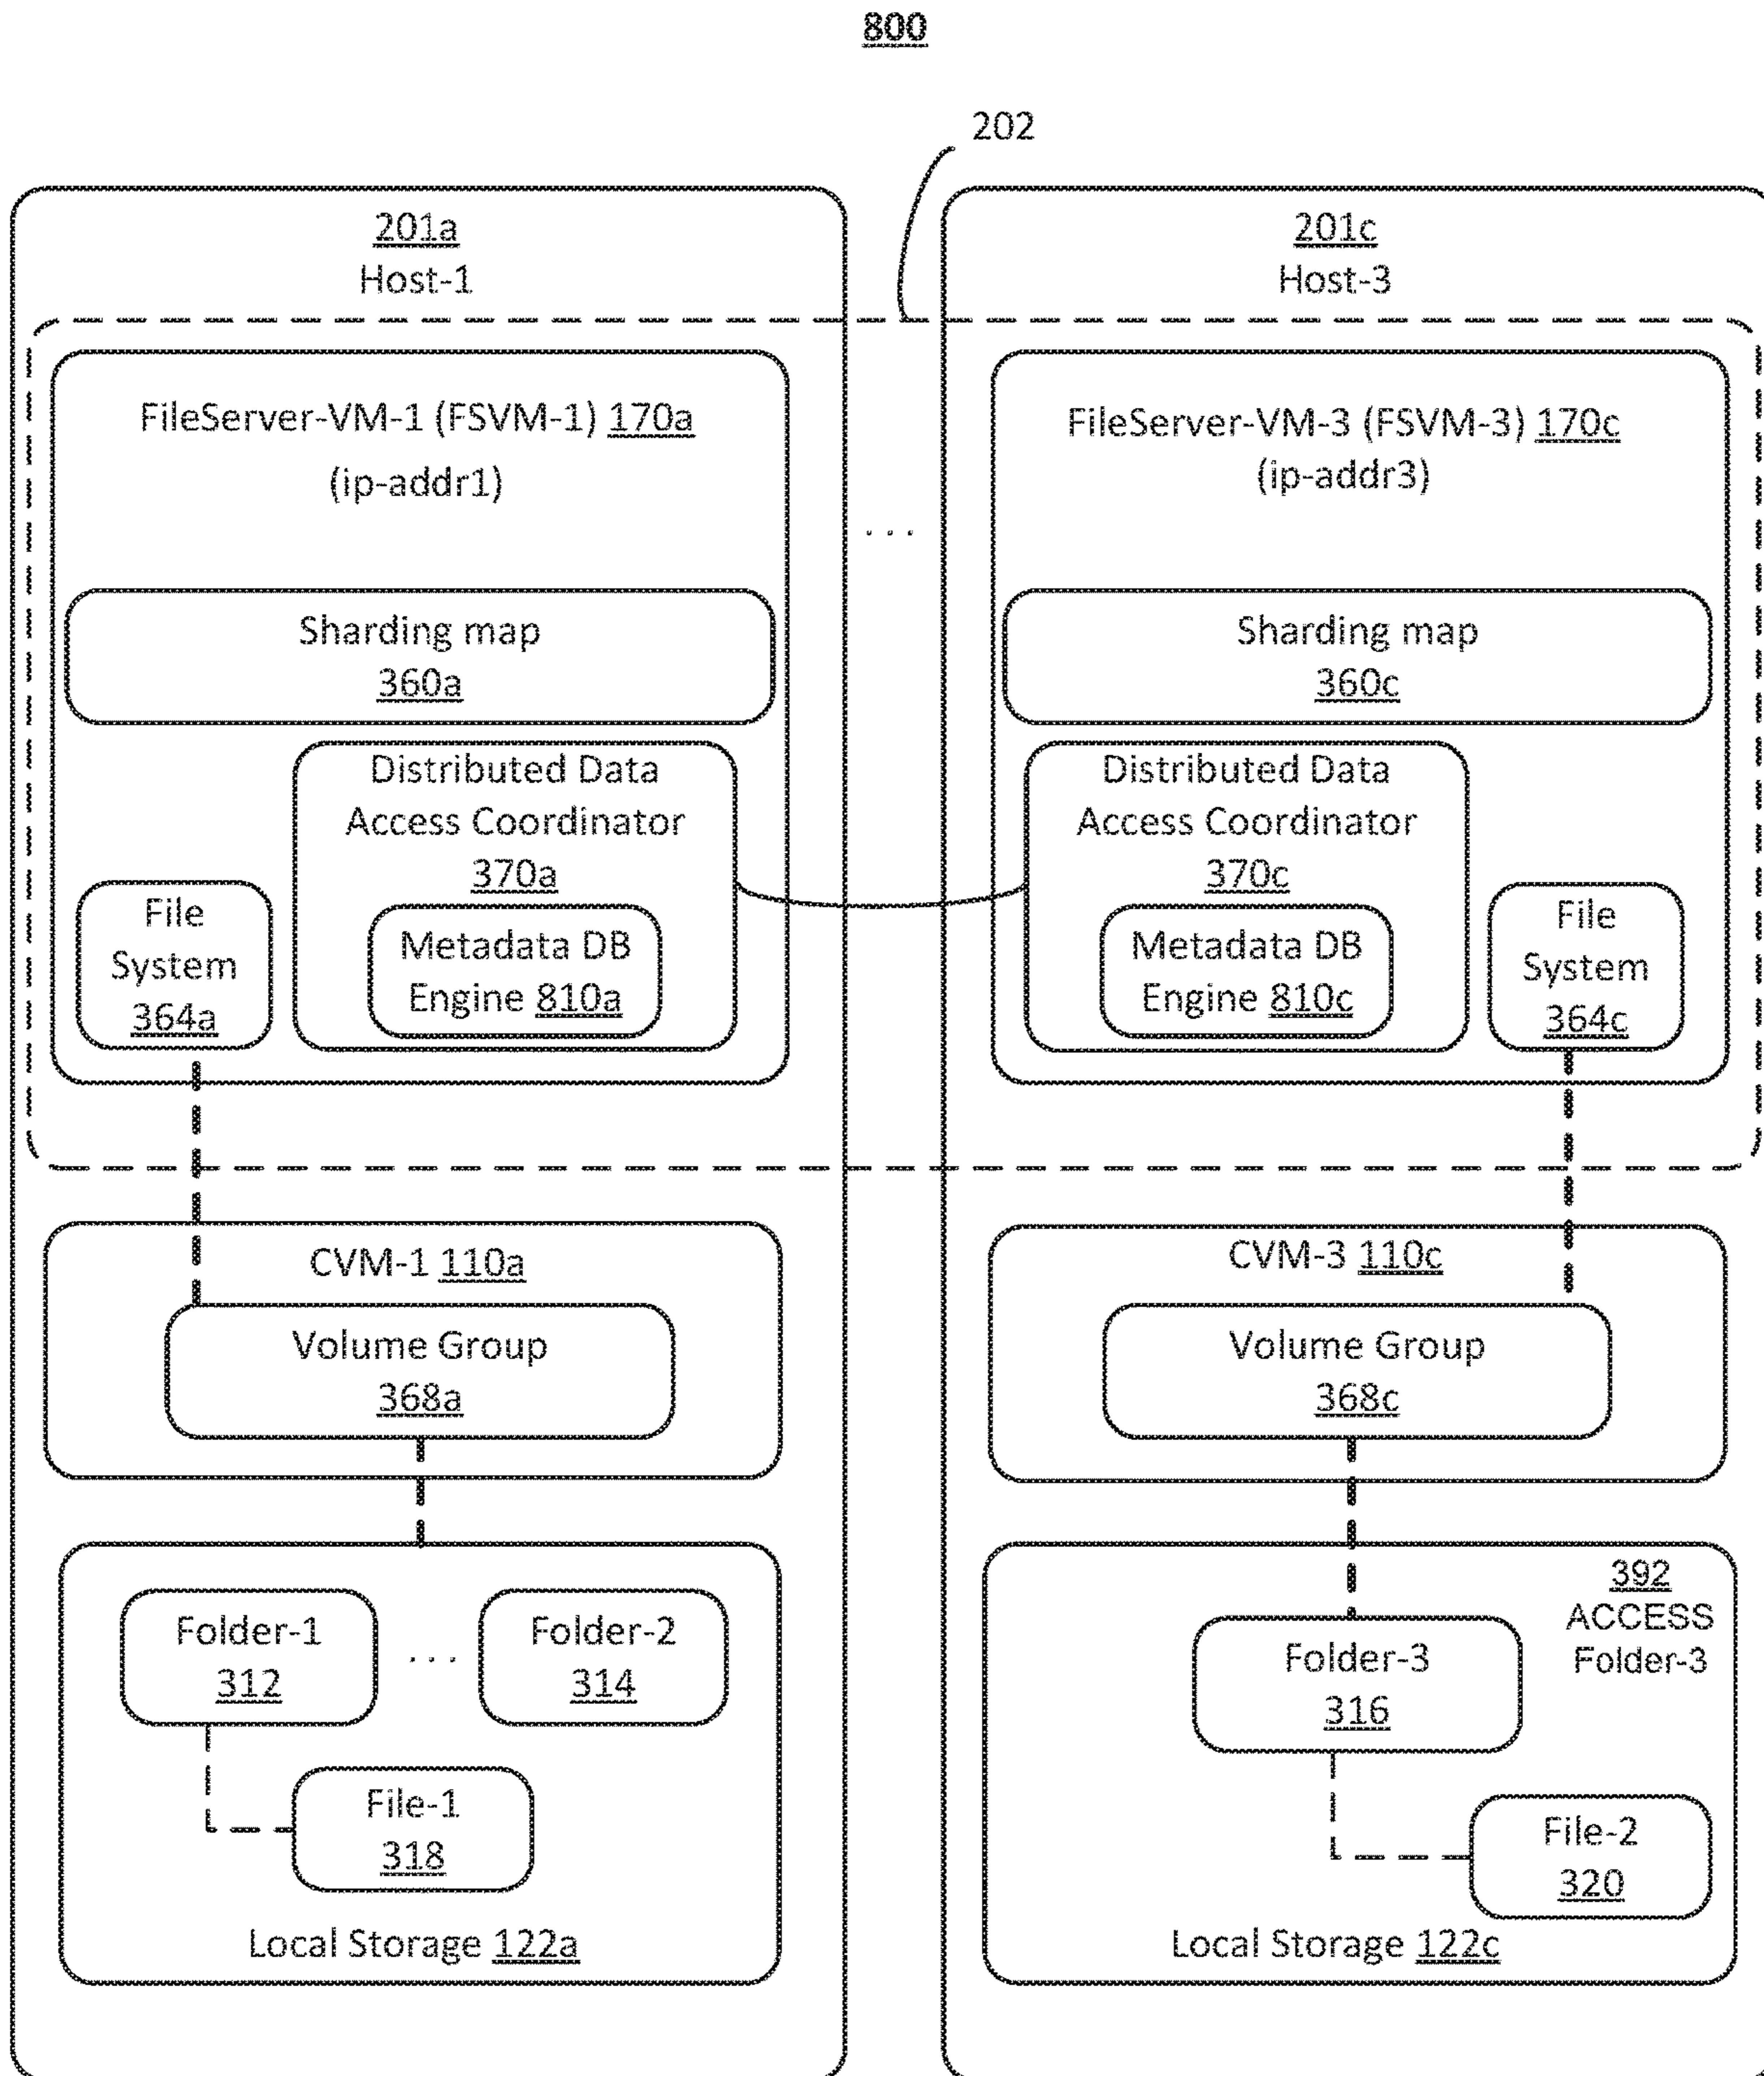 800
202
201a
Host-1
FileServer-VM-1 (FSVM-1) 170a
(ip-addr1)
Sharding map
360a
Distributed Data
Access Coordinator
370a
Metadata DB
Engine 810a
File
System
364a
CVM-1 110a
Volume Group
368a
Folder-1
312
. . .
Folder-2
314
File-1
318
Local Storage 122a
. . .
201c
Host-3
FileServer-VM-3 (FSVM-3) 170c
(ip-addr3)
Sharding map
360c
Distributed Data
Access Coordinator
370c
Metadata DB
Engine 810c
File
System
364c
CVM-3 110c
Volume Group
368c
392
ACCESS
Folder-3
Folder-3
316
File-2
320
Local Storage 122c